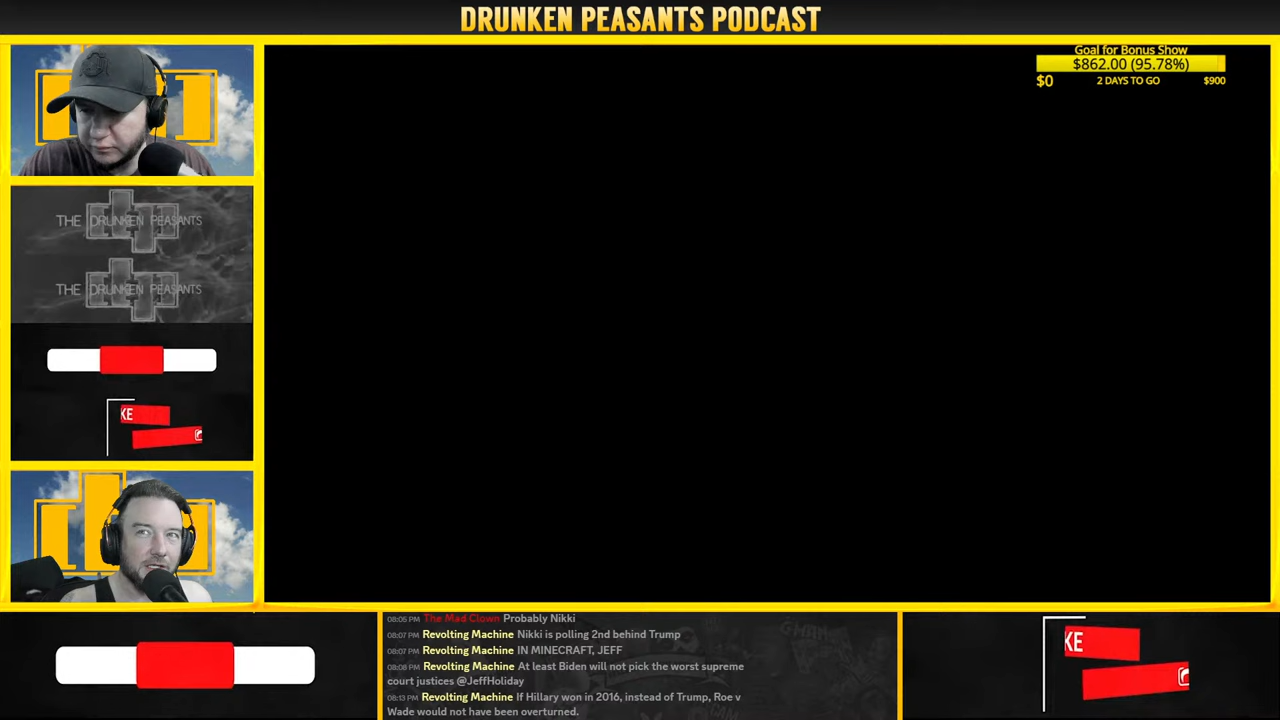 DRUNKEN PEASANTS PODCAST
Goal for Bonus Show
$862.00 (95.78%)
$0 2 DAYS TO GO $900
THE DRUNKEN PEASANTS
THE DRUNKEN PEASANTS
KE
08:05 PM The Mad Clown Probably Nikki
08:07 PM Revolting Machine Nikki is polling 2nd behind Trump
08:07 PM Revolting Machine IN MINECRAFT, JEFF
08:08 PM Revolting Machine At least Biden will not pick the worst supreme
court justices @JeffHoliday
08:13 PM Revolting Machine If Hillary won in 2016, instead of Trump, Roe v
Wade would not have been overturned.
KE